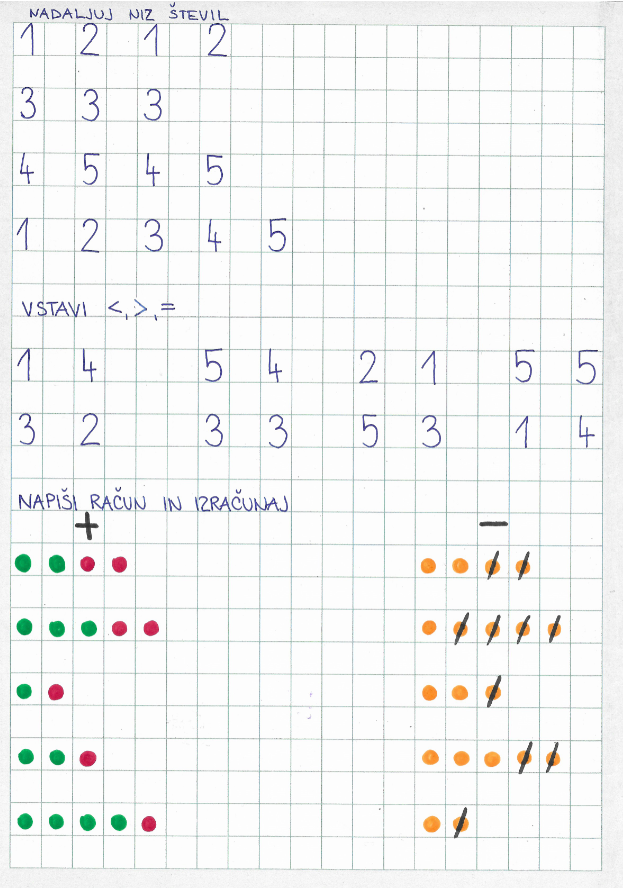 NADALJUJ NIZ ŠTEVIL
1 2 1 2
3 3 3
4 5 4 5
1 2 3 4 5
VSTAVI <, >, =
1 4 5 4 2 1 5 5
3 2 3 3 5 3 1 4
NAPIŠI RAČUN IN IZRAČUNAJ
+ −